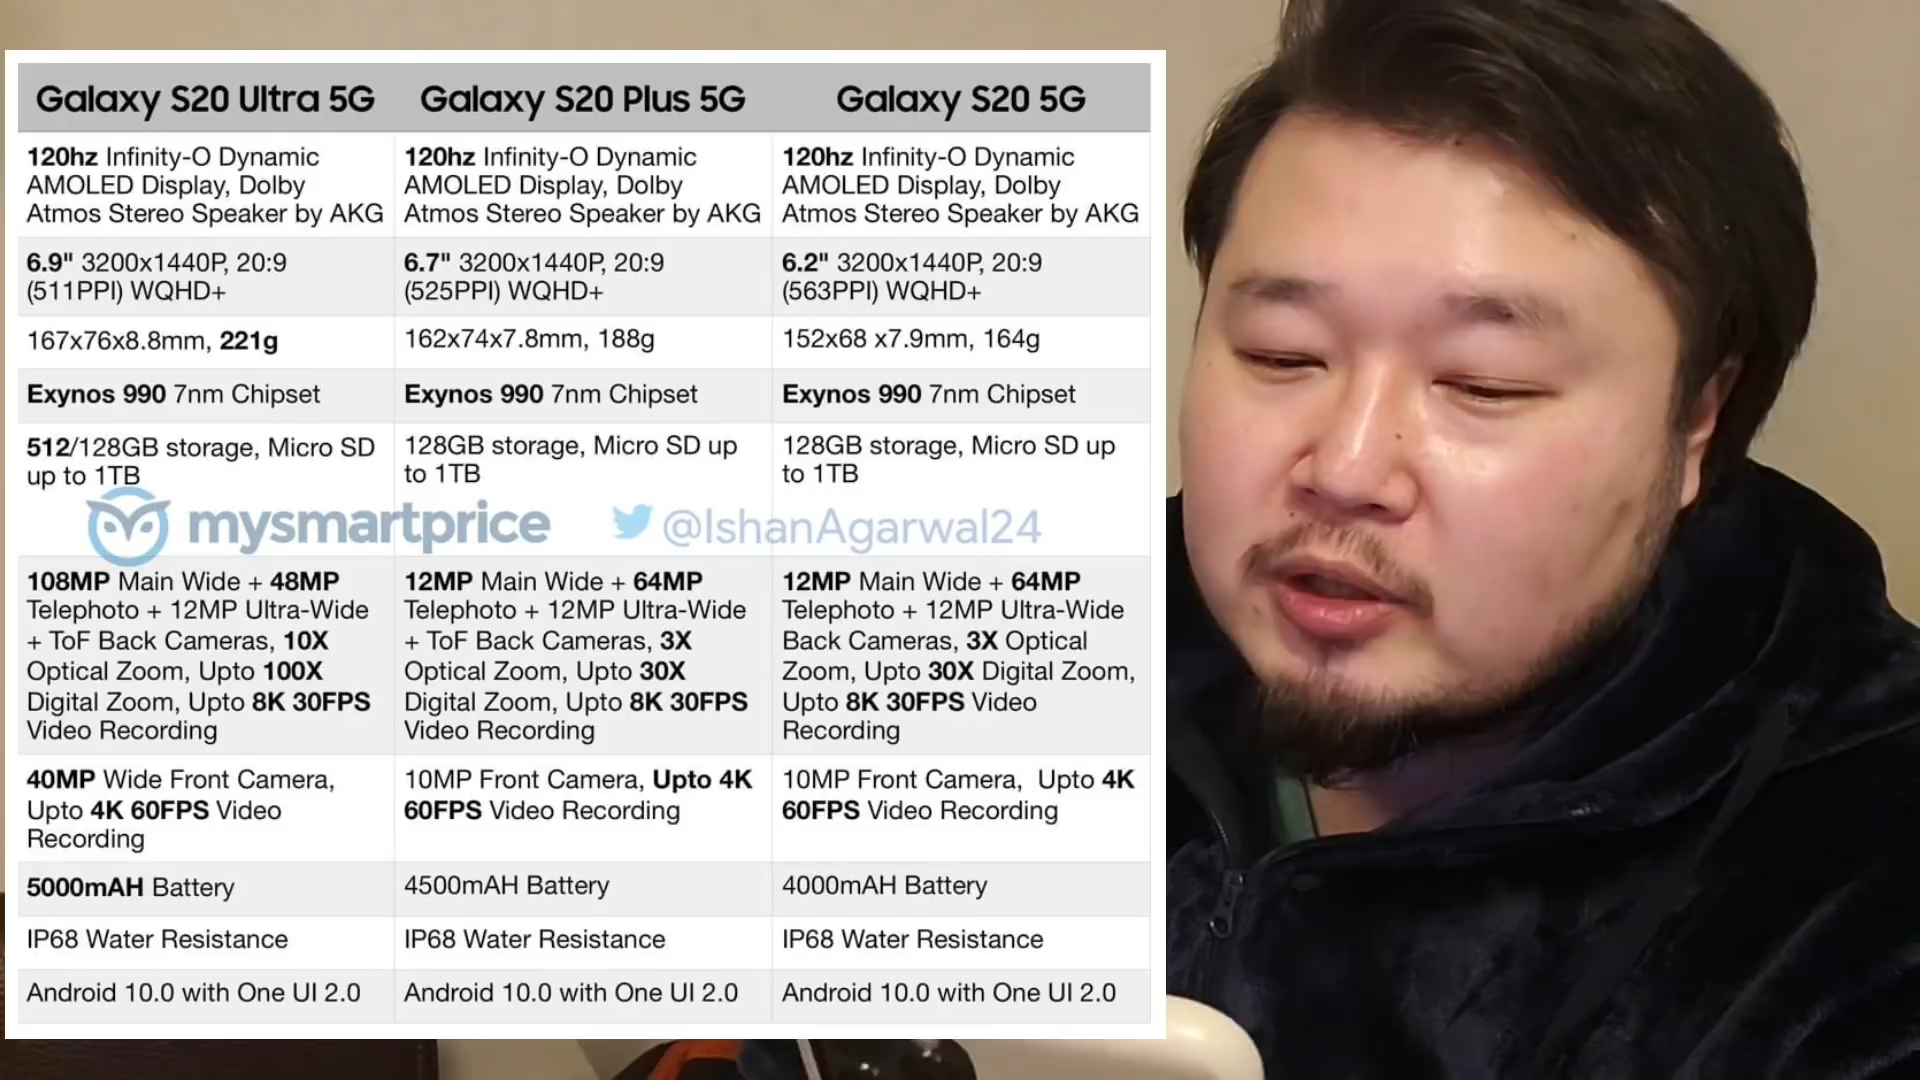 Galaxy S20 Ultra 5G
Galaxy S20 Plus 5G
Galaxy S20 5G
120hz Infinity-O Dynamic
AMOLED Display, Dolby
Atmos Stereo Speaker by AKG
120hz Infinity-O Dynamic
AMOLED Display, Dolby
Atmos Stereo Speaker by AKG
120hz Infinity-O Dynamic
AMOLED Display, Dolby
Atmos Stereo Speaker by AKG
6.9" 3200x1440P, 20:9
(511PPI) WQHD+
6.7" 3200x1440P, 20:9
(525PPI) WQHD+
6.2" 3200x1440P, 20:9
(563PPI) WQHD+
167x76x8.8mm, 221g
162x74x7.8mm, 188g
152x68 x7.9mm, 164g
Exynos 990 7nm Chipset
Exynos 990 7nm Chipset
Exynos 990 7nm Chipset
512/128GB storage, Micro SD
up to 1TB
128GB storage, Micro SD up
to 1TB
128GB storage, Micro SD up
to 1TB
mysmartprice
@IshanAgarwal24
108MP Main Wide + 48MP
Telephoto + 12MP Ultra-Wide
+ ToF Back Cameras, 10X
Optical Zoom, Upto 100X
Digital Zoom, Upto 8K 30FPS
Video Recording
12MP Main Wide + 64MP
Telephoto + 12MP Ultra-Wide
+ ToF Back Cameras, 3X
Optical Zoom, Upto 30X
Digital Zoom, Upto 8K 30FPS
Video Recording
12MP Main Wide + 64MP
Telephoto + 12MP Ultra-Wide
Back Cameras, 3X Optical
Zoom, Upto 30X Digital Zoom,
Upto 8K 30FPS Video
Recording
40MP Wide Front Camera,
Upto 4K 60FPS Video
Recording
10MP Front Camera, Upto 4K
60FPS Video Recording
10MP Front Camera, Upto 4K
60FPS Video Recording
5000mAH Battery
4500mAH Battery
4000mAH Battery
IP68 Water Resistance
IP68 Water Resistance
IP68 Water Resistance
Android 10.0 with One UI 2.0
Android 10.0 with One UI 2.0
Android 10.0 with One UI 2.0